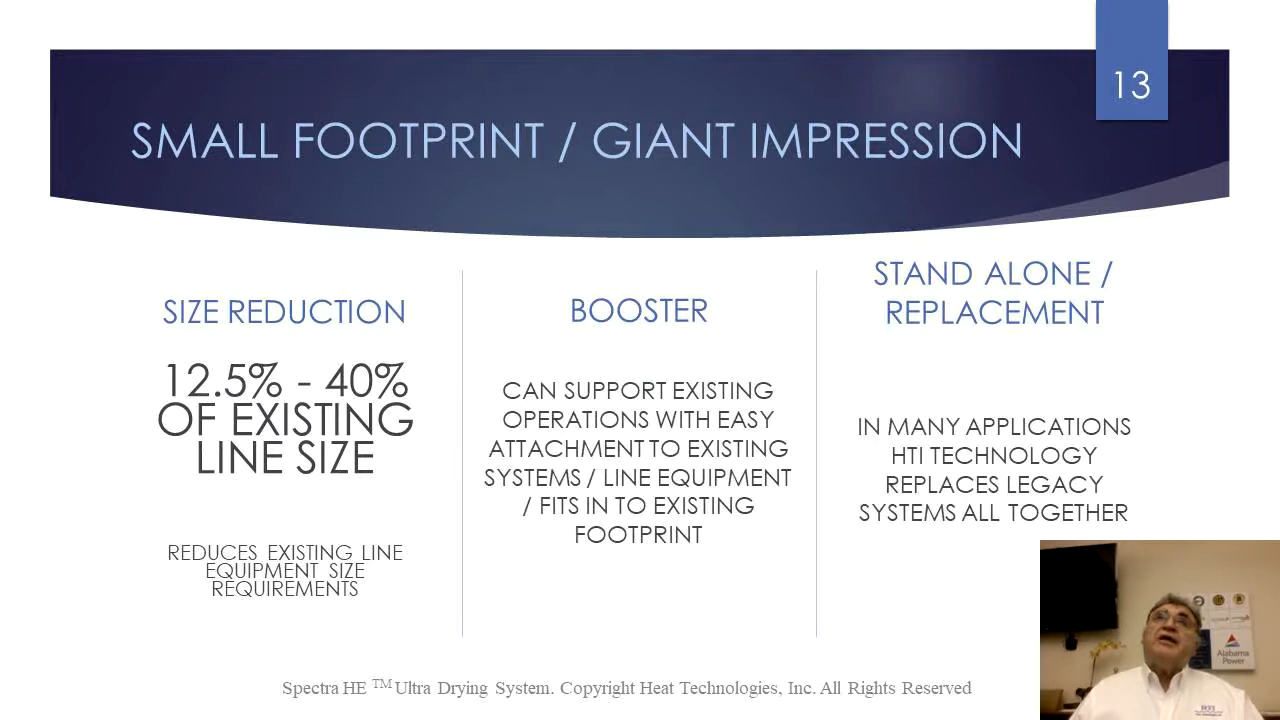 13
SMALL FOOTPRINT / GIANT IMPRESSION
SIZE REDUCTION
12.5% - 40%
OF EXISTING
LINE SIZE
REDUCES EXISTING LINE
EQUIPMENT SIZE
REQUIREMENTS
BOOSTER
CAN SUPPORT EXISTING
OPERATIONS WITH EASY
ATTACHMENT TO EXISTING
SYSTEMS / LINE EQUIPMENT
/ FITS IN TO EXISTING
FOOTPRINT
STAND ALONE /
REPLACEMENT
IN MANY APPLICATIONS
HTI TECHNOLOGY
REPLACES LEGACY
SYSTEMS ALL TOGETHER
Alabama
Power
Spectra HE TM Ultra Drying System. Copyright Heat Technologies, Inc. All Rights Reserved